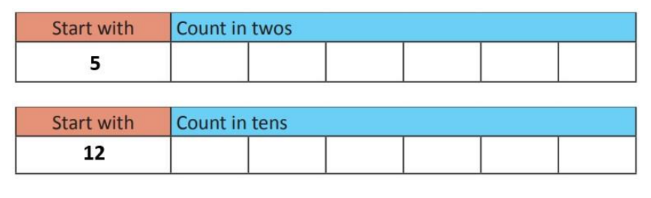 Start with Count in twos
5
Start with Count in tens
12